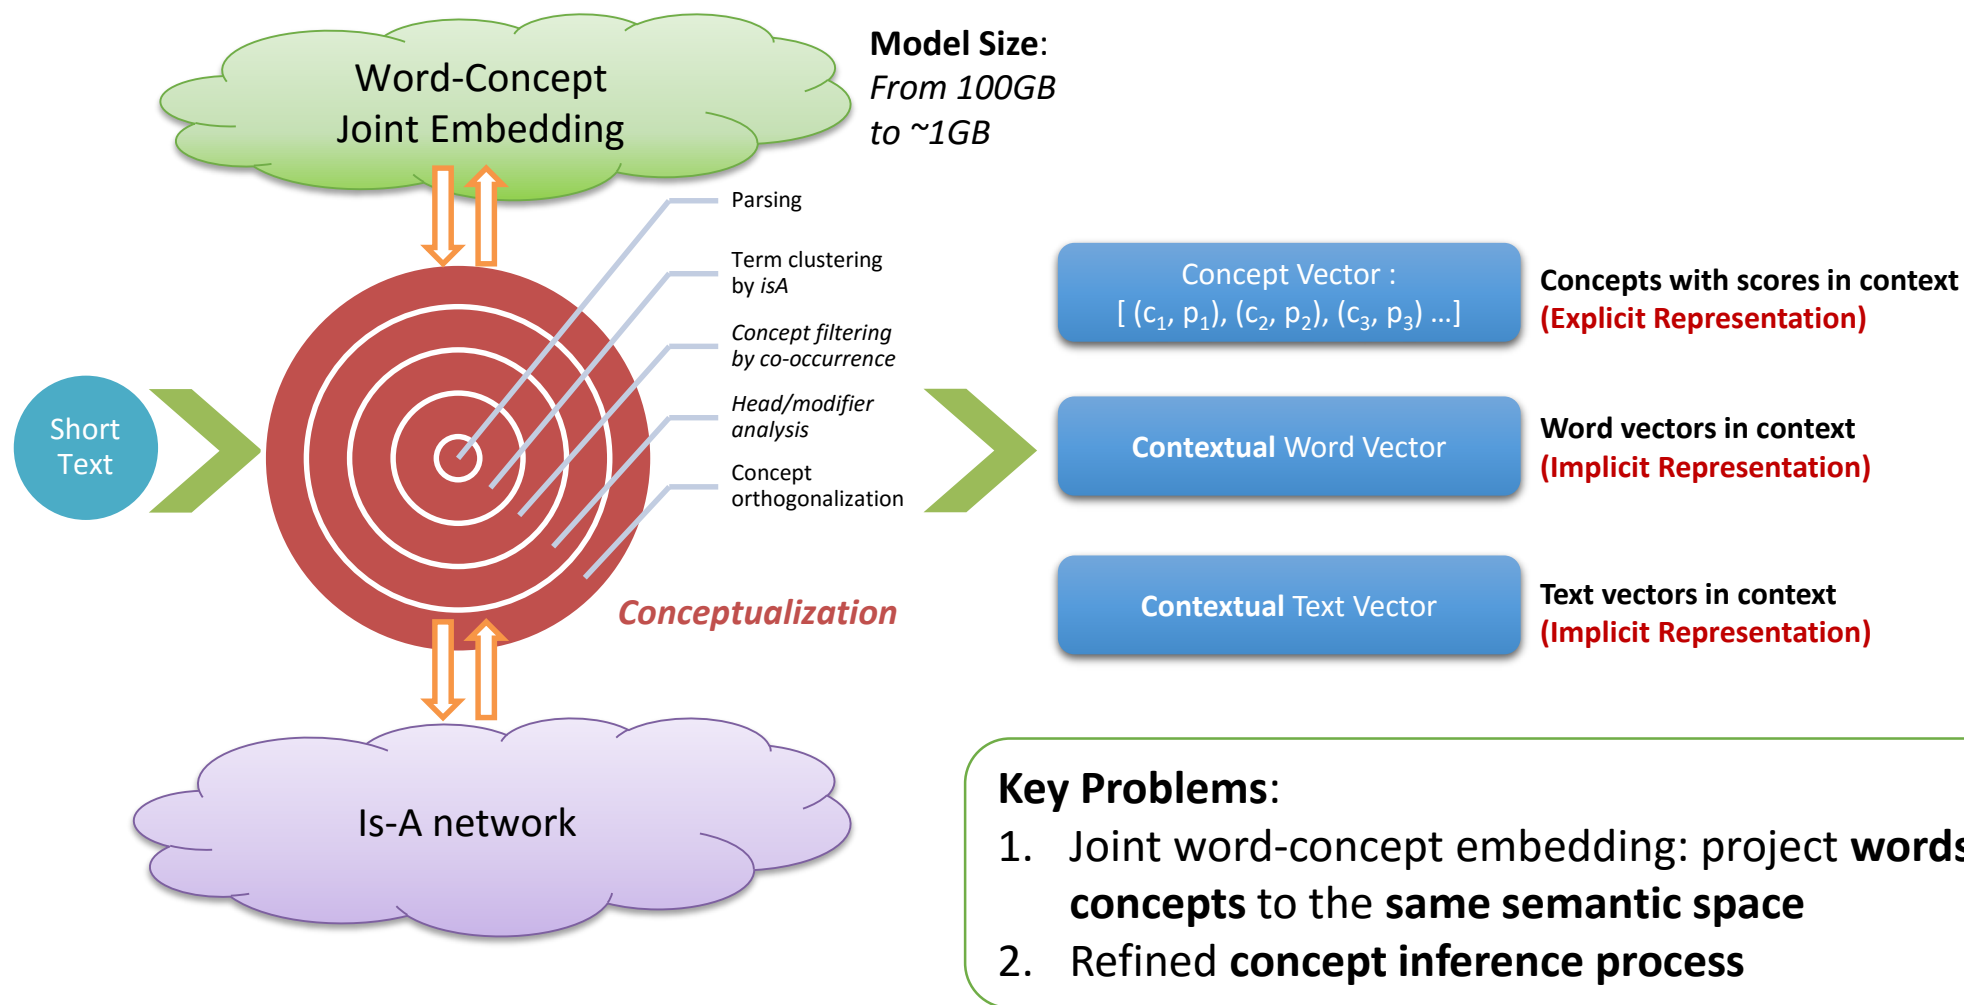 Word-Concept
Joint Embedding
Model Size:
From 100GB
to ~1GB
Parsing
Term clustering
by isA
Concept filtering
by co-occurrence
Head/modifier
analysis
Concept
orthogonalization
Short
Text
Conceptualization
Is-A network
Concept Vector :
[ (c₁, p₁), (c₂, p₂), (c₃, p₃) ...]
Concepts with scores in context
(Explicit Representation)
Contextual Word Vector
Word vectors in context
(Implicit Representation)
Contextual Text Vector
Text vectors in context
(Implicit Representation)
Key Problems:
1. Joint word-concept embedding: project words
concepts to the same semantic space
2. Refined concept inference process